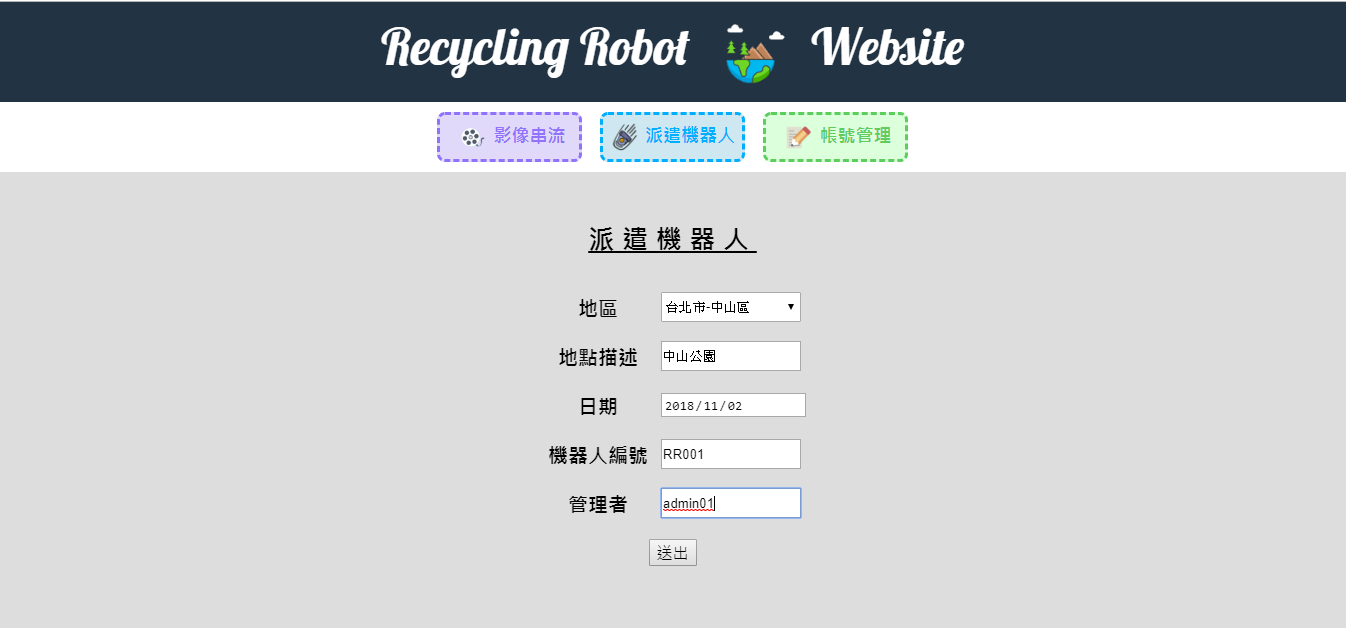 Recycling Robot Website
影像串流 派遣機器人 帳號管理
派遣機器人
地區 台北市-中山區
地點描述 中山公園
日期 2018/11/02
機器人編號 RR001
管理者 admin01
送出